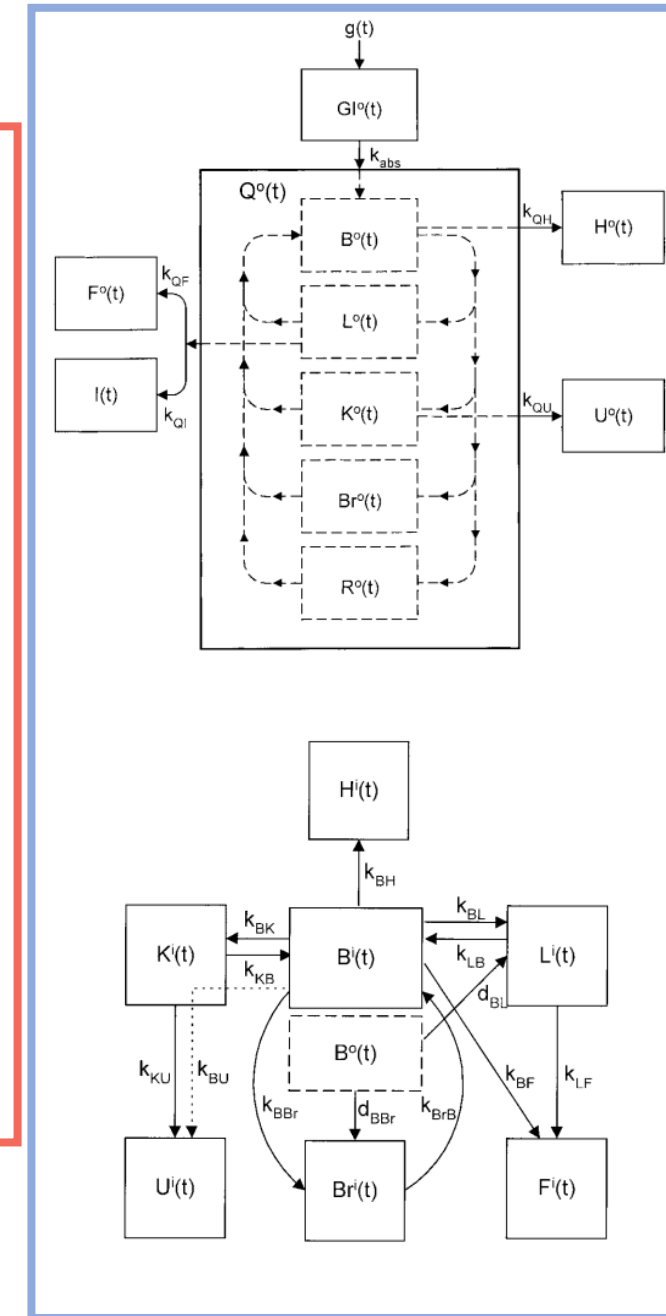 g(t)
GIº(t)
k_abs
Qº(t)
Bº(t)
k_QH
Hº(t)
k_QF
Fº(t)
Lº(t)
I(t)
k_QI
Kº(t)
k_QU
Uº(t)
Brº(t)
Rº(t)
Hⁱ(t)
k_BH
k_BK
k_BL
Kⁱ(t)
Bⁱ(t)
Lⁱ(t)
k_KB
k_LB
d_BL
Bº(t)
k_KU
k_BU
k_BBr
d_BBr
k_BrB
k_BF
k_LF
Uⁱ(t)
Brⁱ(t)
Fⁱ(t)